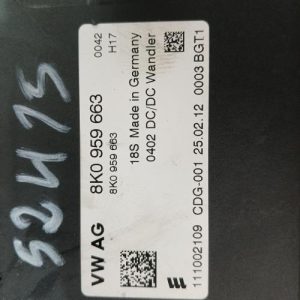 VW AG
8K0 959 663
8K0 959 663
0042
H17
18S Made in Germany
0402 DC/DC Wandler
111002109 CDG-001 25.02.12 0003 BGT1
52H15